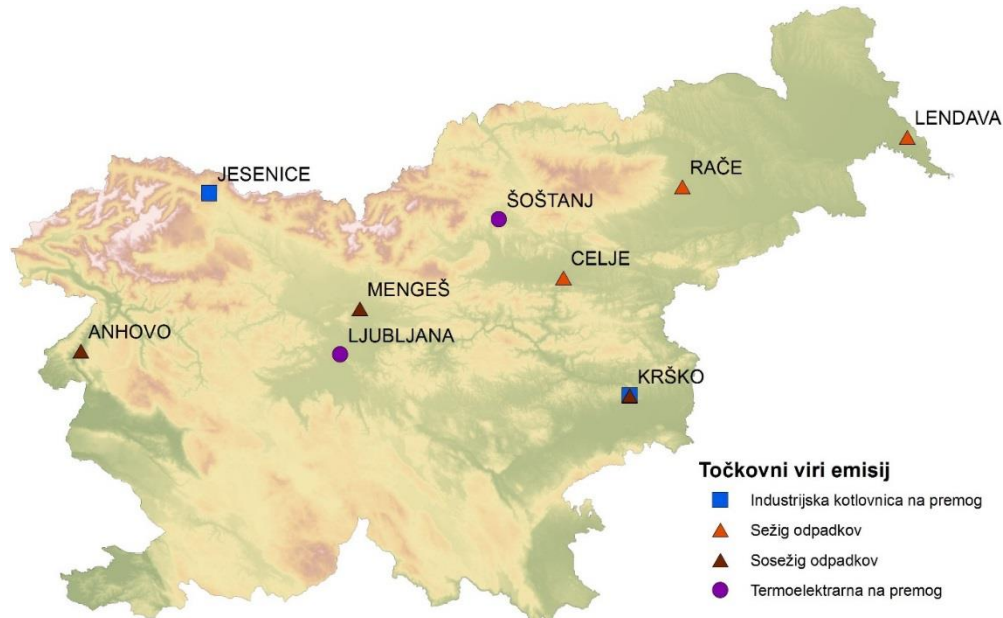 LENDAVA
RAČE
JESENICE
ŠOŠTANJ
CELJE
MENGEŠ
ANHOVO
LJUBLJANA
KRŠKO
Točkovni viri emisij
Industrijska kotlovnica na premog
Sežig odpadkov
Sosežig odpadkov
Termoelektrarna na premog